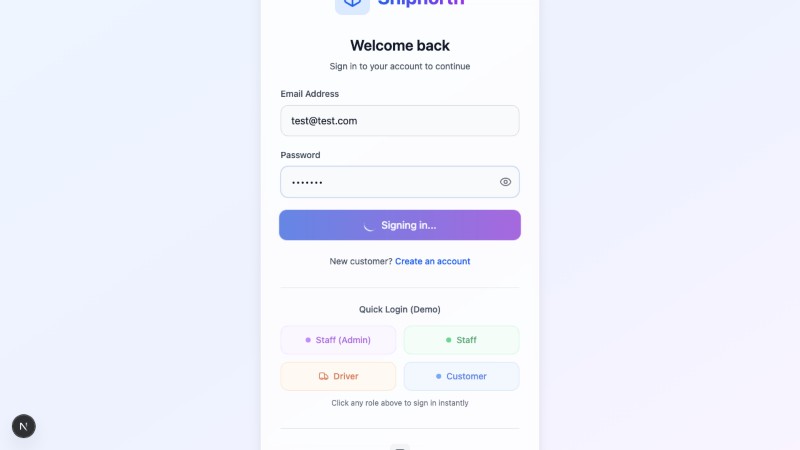 Shipnorth
Welcome back
Sign in to your account to continue
Email Address
test@test.com
Password
•••••••
Signing in...
New customer? Create an account
Quick Login (Demo)
Staff (Admin)
Staff
Driver
Customer
Click any role above to sign in instantly
N